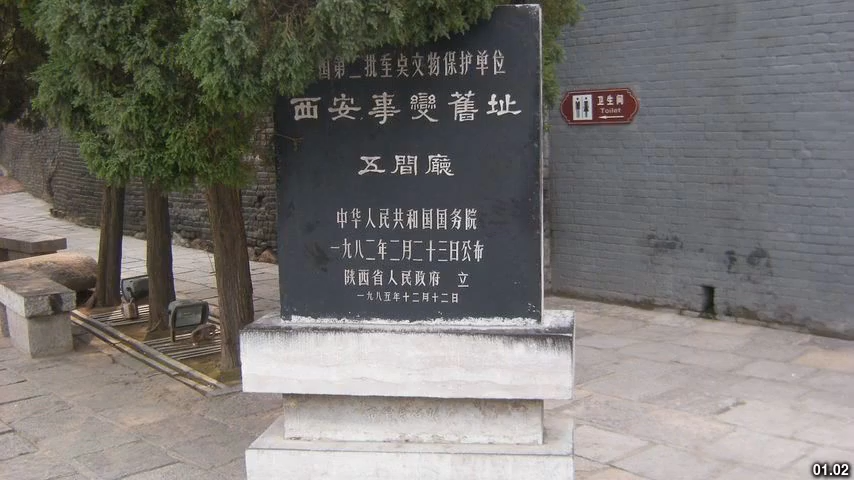 国第二批重点文物保护单位
西安事變舊址
五間廳
中华人民共和国国务院
一九八二年二月二十三日公布
陕西省人民政府 立
一九八五年十二月十二日
卫生间
Toilet
01.02